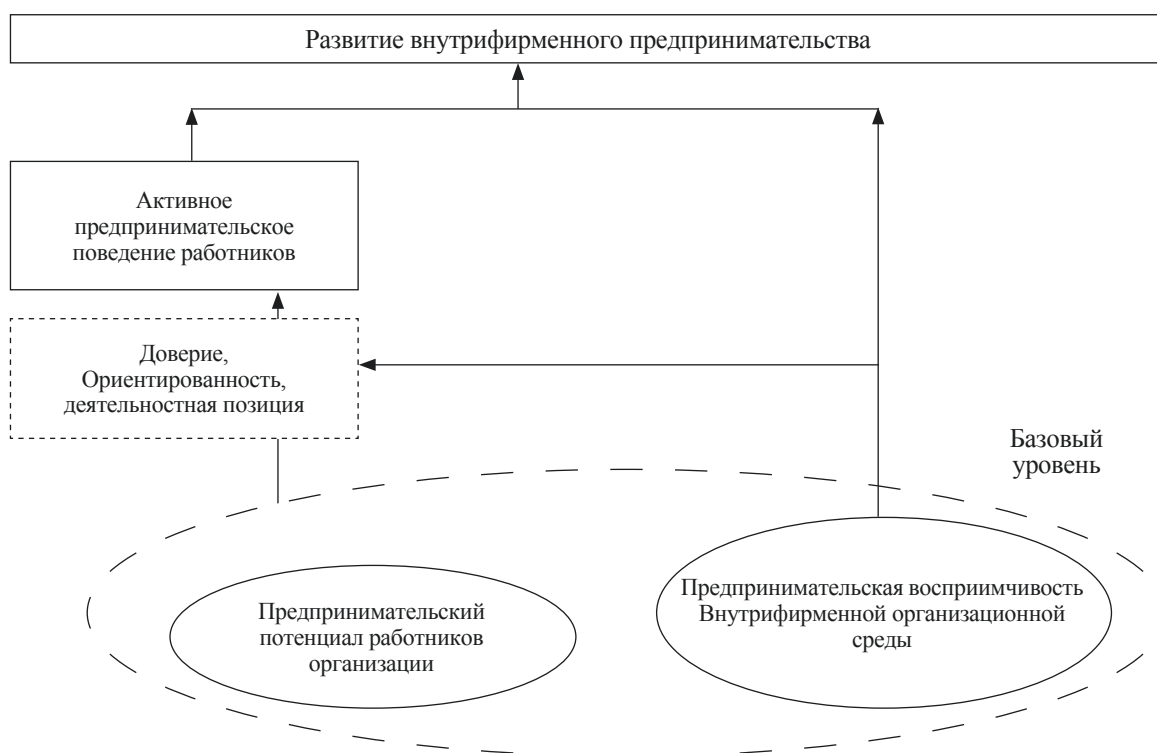 Развитие внутрифирменного предпринимательства
Активное
предпринимательское
поведение работников
Доверие,
Ориентированность,
деятельностная позиция
Базовый
уровень
Предпринимательский
потенциал работников
организации
Предпринимательская восприимчивость
Внутрифирменной организационной
среды